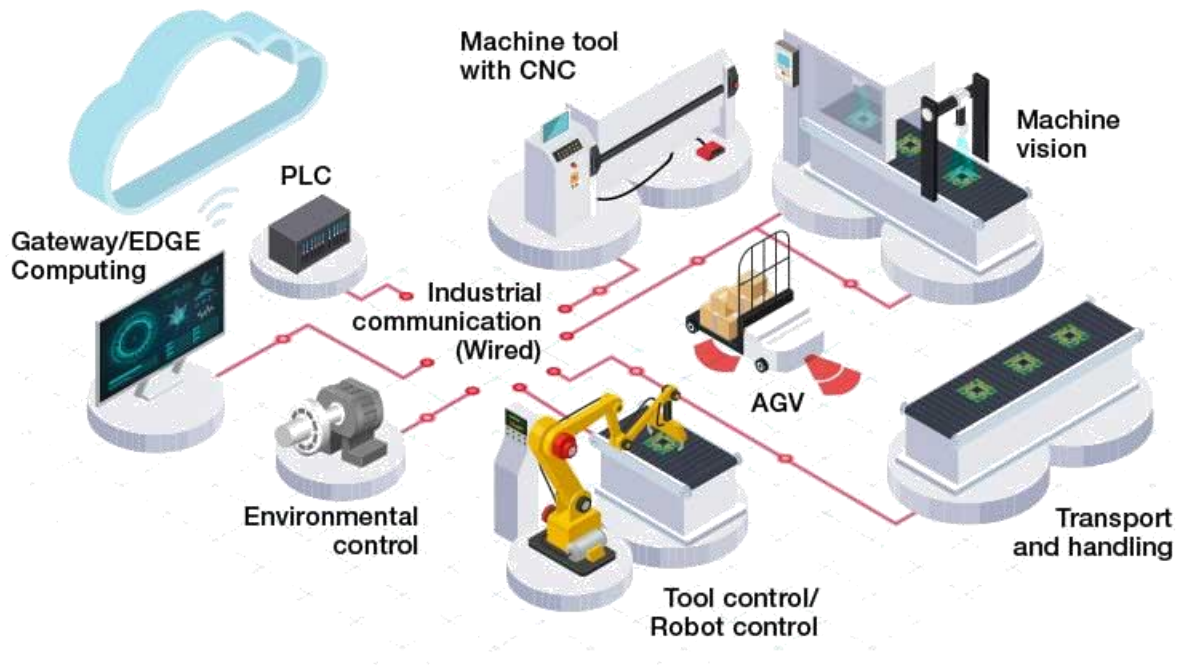 Machine tool
with CNC
Machine
vision
PLC
Gateway/EDGE
Computing
Industrial
communication
(Wired)
AGV
Environmental
control
Transport
and handling
Tool control/
Robot control